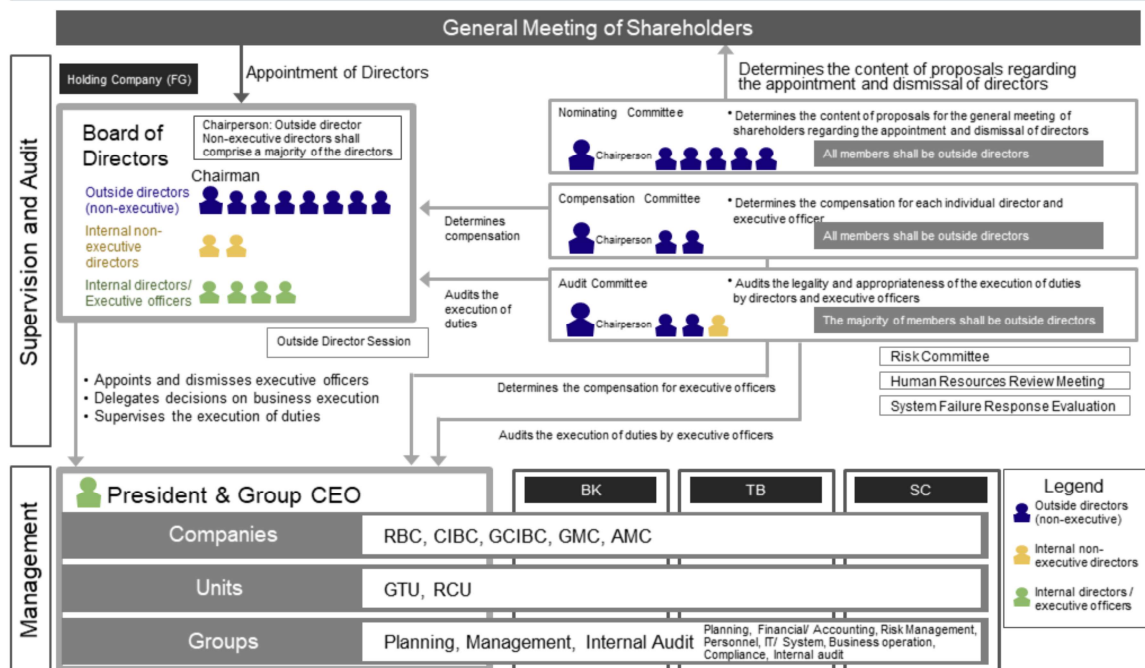 General Meeting of Shareholders
Supervision and Audit
Holding Company (FG)
Appointment of Directors
Determines the content of proposals regarding
the appointment and dismissal of directors
Board of
Directors
Chairperson: Outside director
Non-executive directors shall
comprise a majority of the directors
Chairman
Outside directors
(non-executive)
Internal non-
executive
directors
Internal directors/
Executive officers
Outside Director Session
Nominating Committee
Chairperson
• Determines the content of proposals for the general meeting of
shareholders regarding the appointment and dismissal of directors
All members shall be outside directors
Determines
compensation
Compensation Committee
Chairperson
• Determines the compensation for each individual director and
executive officer
All members shall be outside directors
Audits the
execution of
duties
Audit Committee
Chairperson
• Audits the legality and appropriateness of the execution of duties
by directors and executive officers
The majority of members shall be outside directors
Risk Committee
Human Resources Review Meeting
System Failure Response Evaluation
• Appoints and dismisses executive officers
• Delegates decisions on business execution
• Supervises the execution of duties
Determines the compensation for executive officers
Audits the execution of duties by executive officers
Management
President & Group CEO
BK
TB
SC
Companies
RBC, CIBC, GCIBC, GMC, AMC
Units
GTU, RCU
Groups
Planning, Management, Internal Audit
Planning, Financial/ Accounting, Risk Management,
Personnel, IT/ System, Business operation,
Compliance, Internal audit
Legend
Outside directors
(non-executive)
Internal non-
executive directors
Internal directors /
executive officers